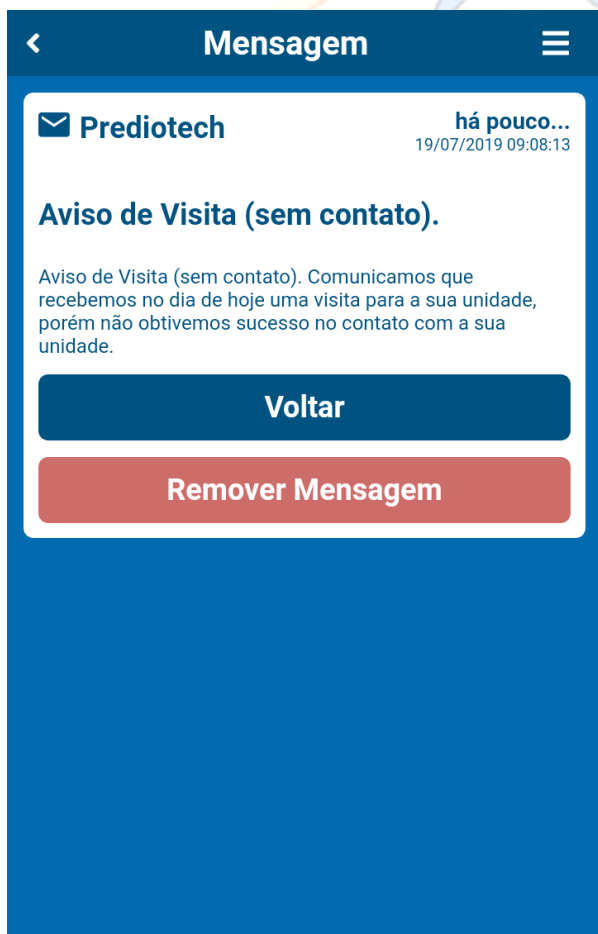 Mensagem
Prediotech
há pouco...
19/07/2019 09:08:13
Aviso de Visita (sem contato).
Aviso de Visita (sem contato). Comunicamos que
recebemos no dia de hoje uma visita para a sua unidade,
porém não obtivemos sucesso no contato com a sua
unidade.
Voltar
Remover Mensagem